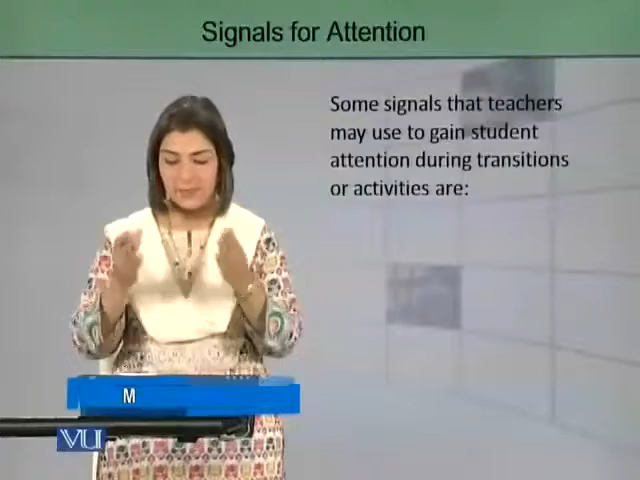 Signals for Attention
Some signals that teachers
may use to gain student
attention during transitions
or activities are:
M
VU